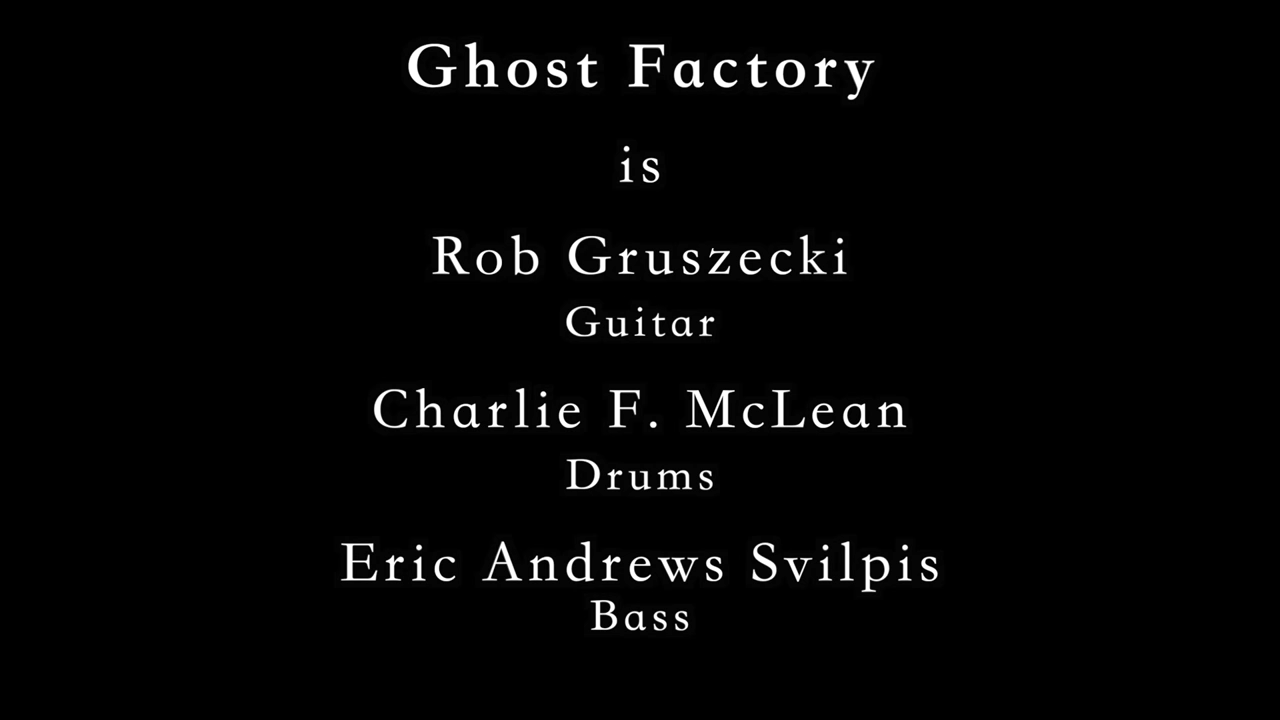 Ghost Factory
is
Rob Gruszecki
Guitar
Charlie F. McLean
Drums
Eric Andrews Svilpis
Bass